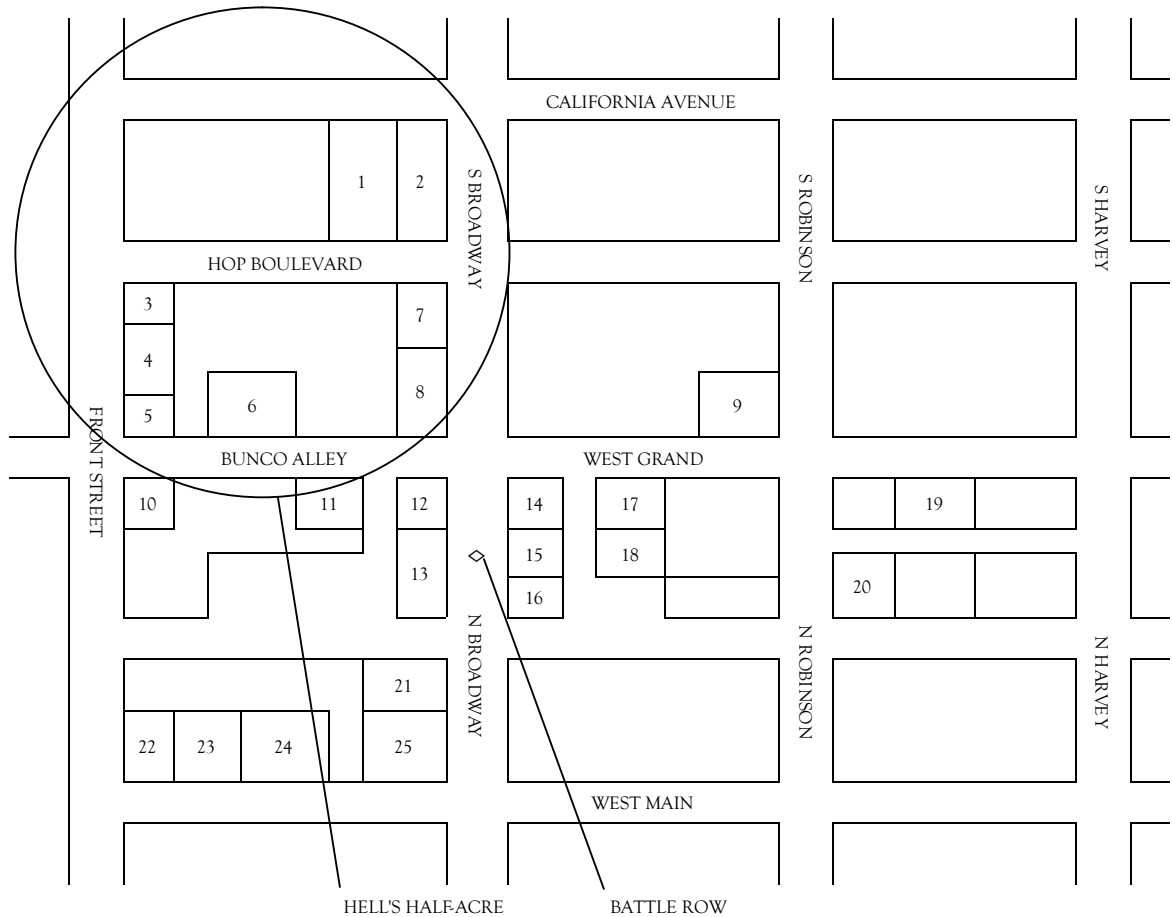 CALIFORNIA AVENUE
1
2
S BROADWAY
S ROBINSON
S HARVEY
HOP BOULEVARD
3
4
5
6
7
8
9
FRONT STREET
BUNCO ALLEY
WEST GRAND
10
11
12
13
14
15
16
17
18
19
20
N BROADWAY
N ROBINSON
N HARVEY
21
22
23
24
25
WEST MAIN
HELL'S HALF-ACRE
BATTLE ROW